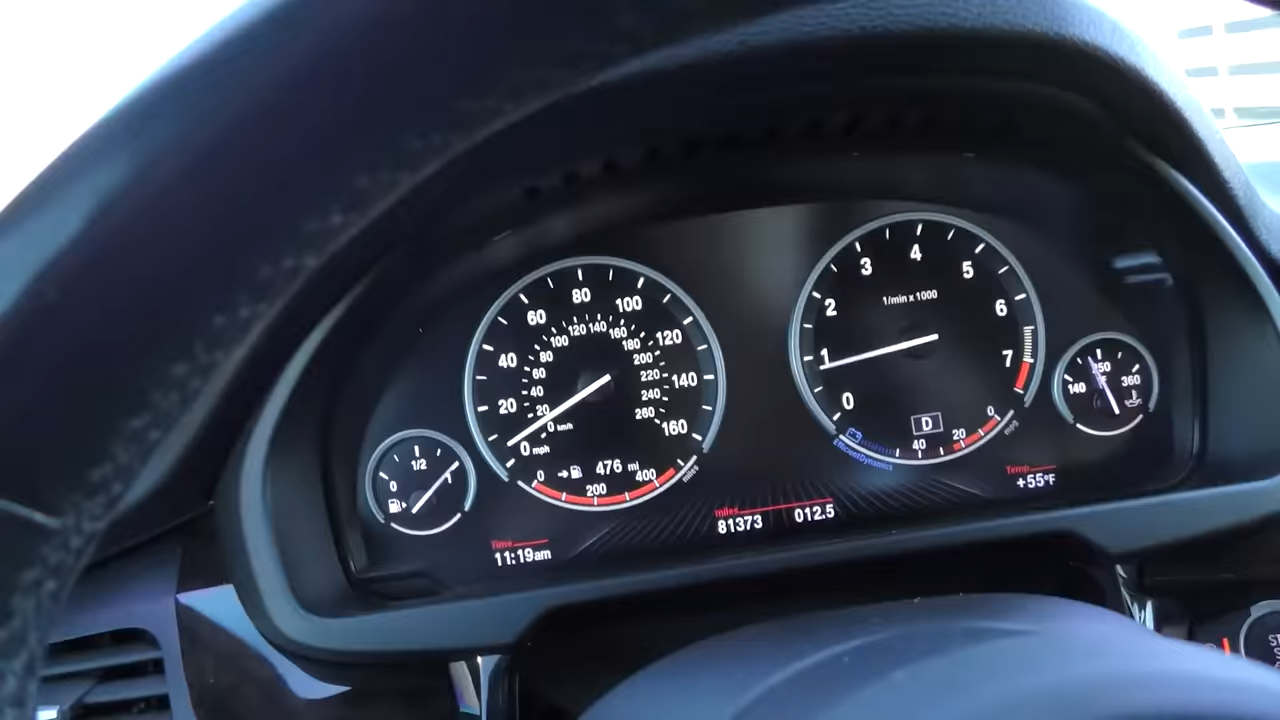 80
60
100
40
120
20
140
0 mph
160
120 140
100
160
80
180
60
200
40
220
20
240
0 km/h
260
476 mi
0
200
400
miles
1/2
0
1
Time
11:19am
miles
81373 012.5
4
3
5
2
6
1
7
0
1/min x 1000
D
0
20
40
mpg
EfficientDynamics
250
°F
140
360
Temp
+55°F